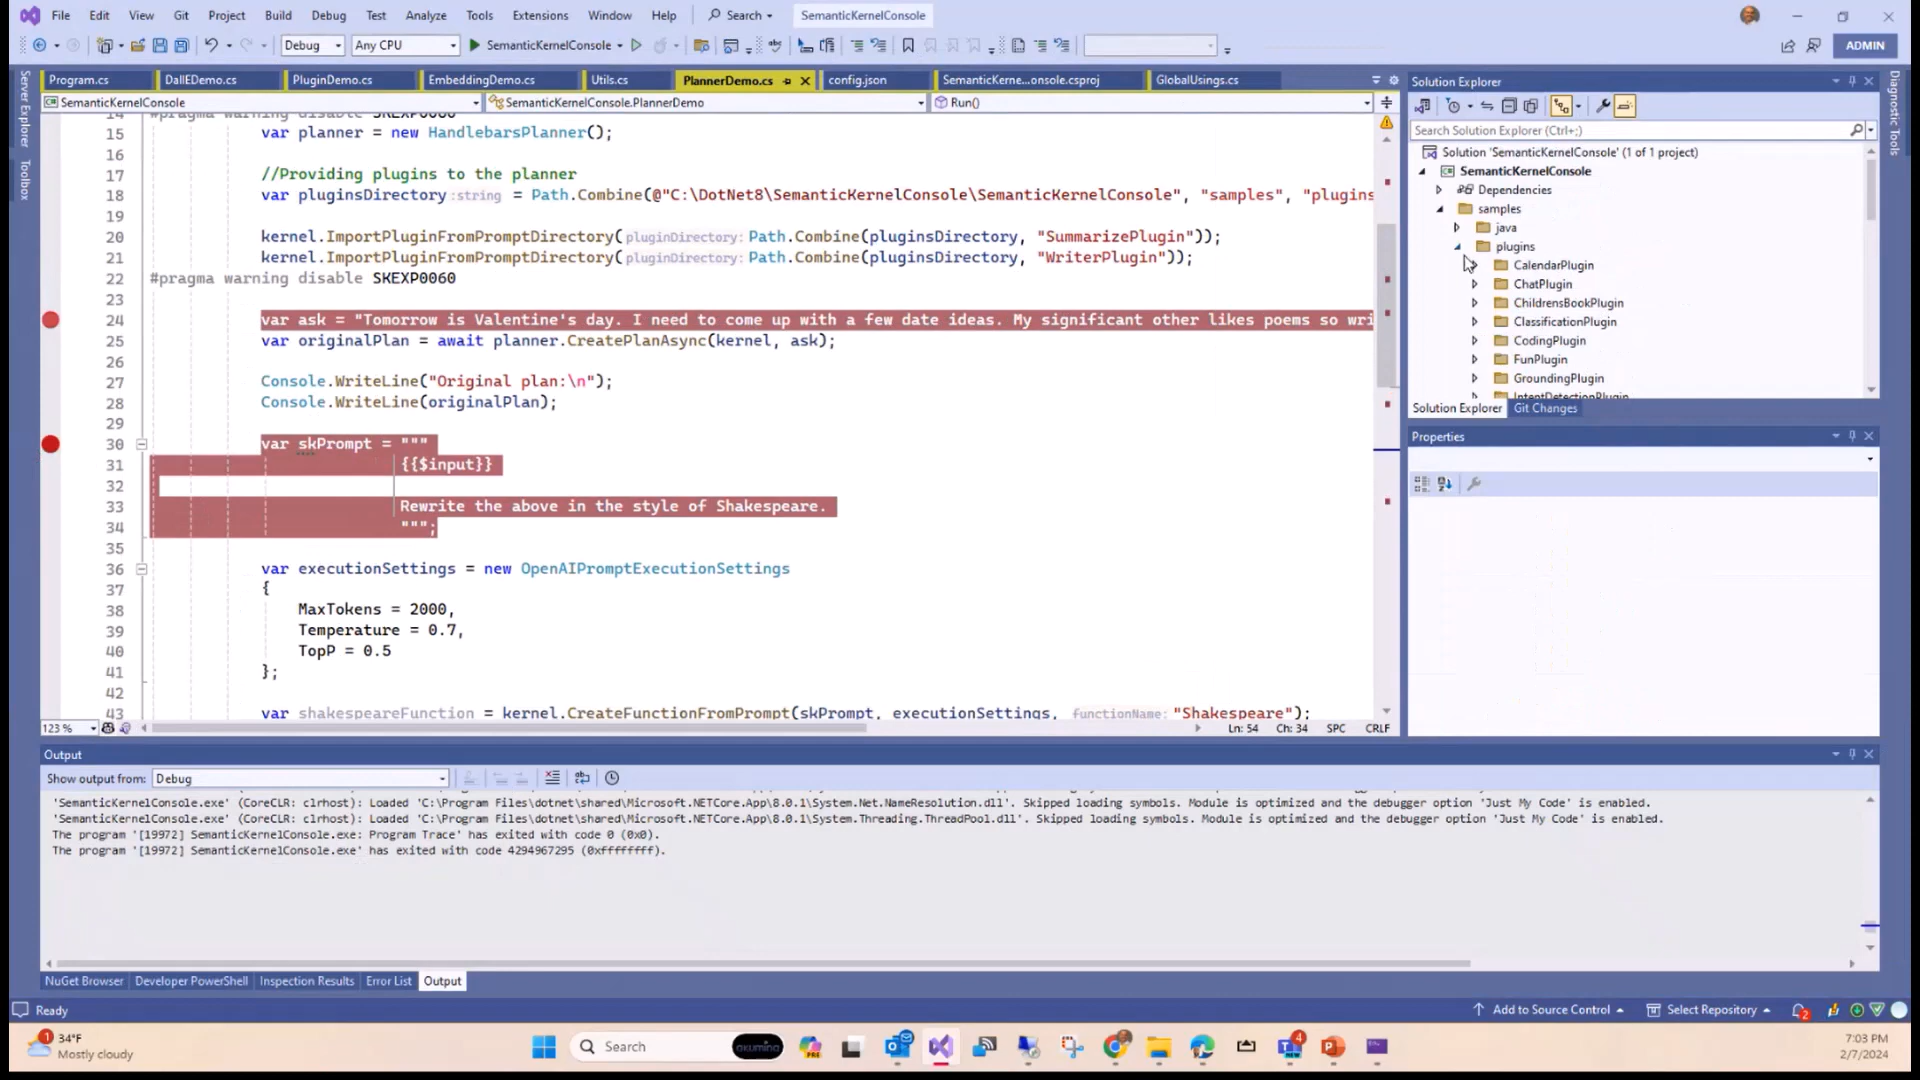 File Edit View Git Project Build Debug Test Analyze Tools Extensions Window Help Search SemanticKernelConsole
Debug Any CPU SemanticKernelConsole ADMIN
Server Explorer
Toolbox
Program.cs DallEDemo.cs PluginDemo.cs EmbeddingDemo.cs Utils.cs PlannerDemo.cs config.json SemanticKerne...onsole.csproj GlobalUsings.cs
SemanticKernelConsole SemanticKernelConsole.PlannerDemo Run()
14 #pragma warning disable SKEXP0060
15 var planner = new HandlebarsPlanner();
16
17 //Providing plugins to the planner
18 var pluginsDirectory :string = Path.Combine(@"C:\DotNet8\SemanticKernelConsole\SemanticKernelConsole", "samples", "plugins
19
20 kernel.ImportPluginFromPromptDirectory(pluginDirectory: Path.Combine(pluginsDirectory, "SummarizePlugin"));
21 kernel.ImportPluginFromPromptDirectory(pluginDirectory: Path.Combine(pluginsDirectory, "WriterPlugin"));
22 #pragma warning disable SKEXP0060
23
24 var ask = "Tomorrow is Valentine's day. I need to come up with a few date ideas. My significant other likes poems so wri
25 var originalPlan = await planner.CreatePlanAsync(kernel, ask);
26
27 Console.WriteLine("Original plan:\n");
28 Console.WriteLine(originalPlan);
29
30 var skPrompt = """
31 {{$input}}
32
33 Rewrite the above in the style of Shakespeare.
34 """;
35
36 var executionSettings = new OpenAIPromptExecutionSettings
37 {
38 MaxTokens = 2000,
39 Temperature = 0.7,
40 TopP = 0.5
41 };
42
43 var shakespeareFunction = kernel.CreateFunctionFromPrompt(skPrompt, executionSettings, functionName: "Shakespeare");
123 % Ln: 54 Ch: 34 SPC CRLF
Solution Explorer
Search Solution Explorer (Ctrl+;)
Solution 'SemanticKernelConsole' (1 of 1 project)
SemanticKernelConsole
Dependencies
samples
java
plugins
CalendarPlugin
ChatPlugin
ChildrensBookPlugin
ClassificationPlugin
CodingPlugin
FunPlugin
GroundingPlugin
IntentDetectionPlugin
Solution Explorer Git Changes
Properties
Diagnostic Tools
Output
Show output from: Debug
'SemanticKernelConsole.exe' (CoreCLR: clrhost): Loaded 'C:\Program Files\dotnet\shared\Microsoft.NETCore.App\8.0.1\System.Net.NameResolution.dll'. Skipped loading symbols. Module is optimized and the debugger option 'Just My Code' is enabled.
'SemanticKernelConsole.exe' (CoreCLR: clrhost): Loaded 'C:\Program Files\dotnet\shared\Microsoft.NETCore.App\8.0.1\System.Threading.ThreadPool.dll'. Skipped loading symbols. Module is optimized and the debugger option 'Just My Code' is enabled.
The program '[19972] SemanticKernelConsole.exe: Program Trace' has exited with code 0 (0x0).
The program '[19972] SemanticKernelConsole.exe' has exited with code 4294967295 (0xffffffff).
NuGet Browser Developer PowerShell Inspection Results Error List Output
Ready Add to Source Control Select Repository 2
1 34°F
Mostly cloudy
Search akumina PRE NEW 4
7:03 PM
2/7/2024